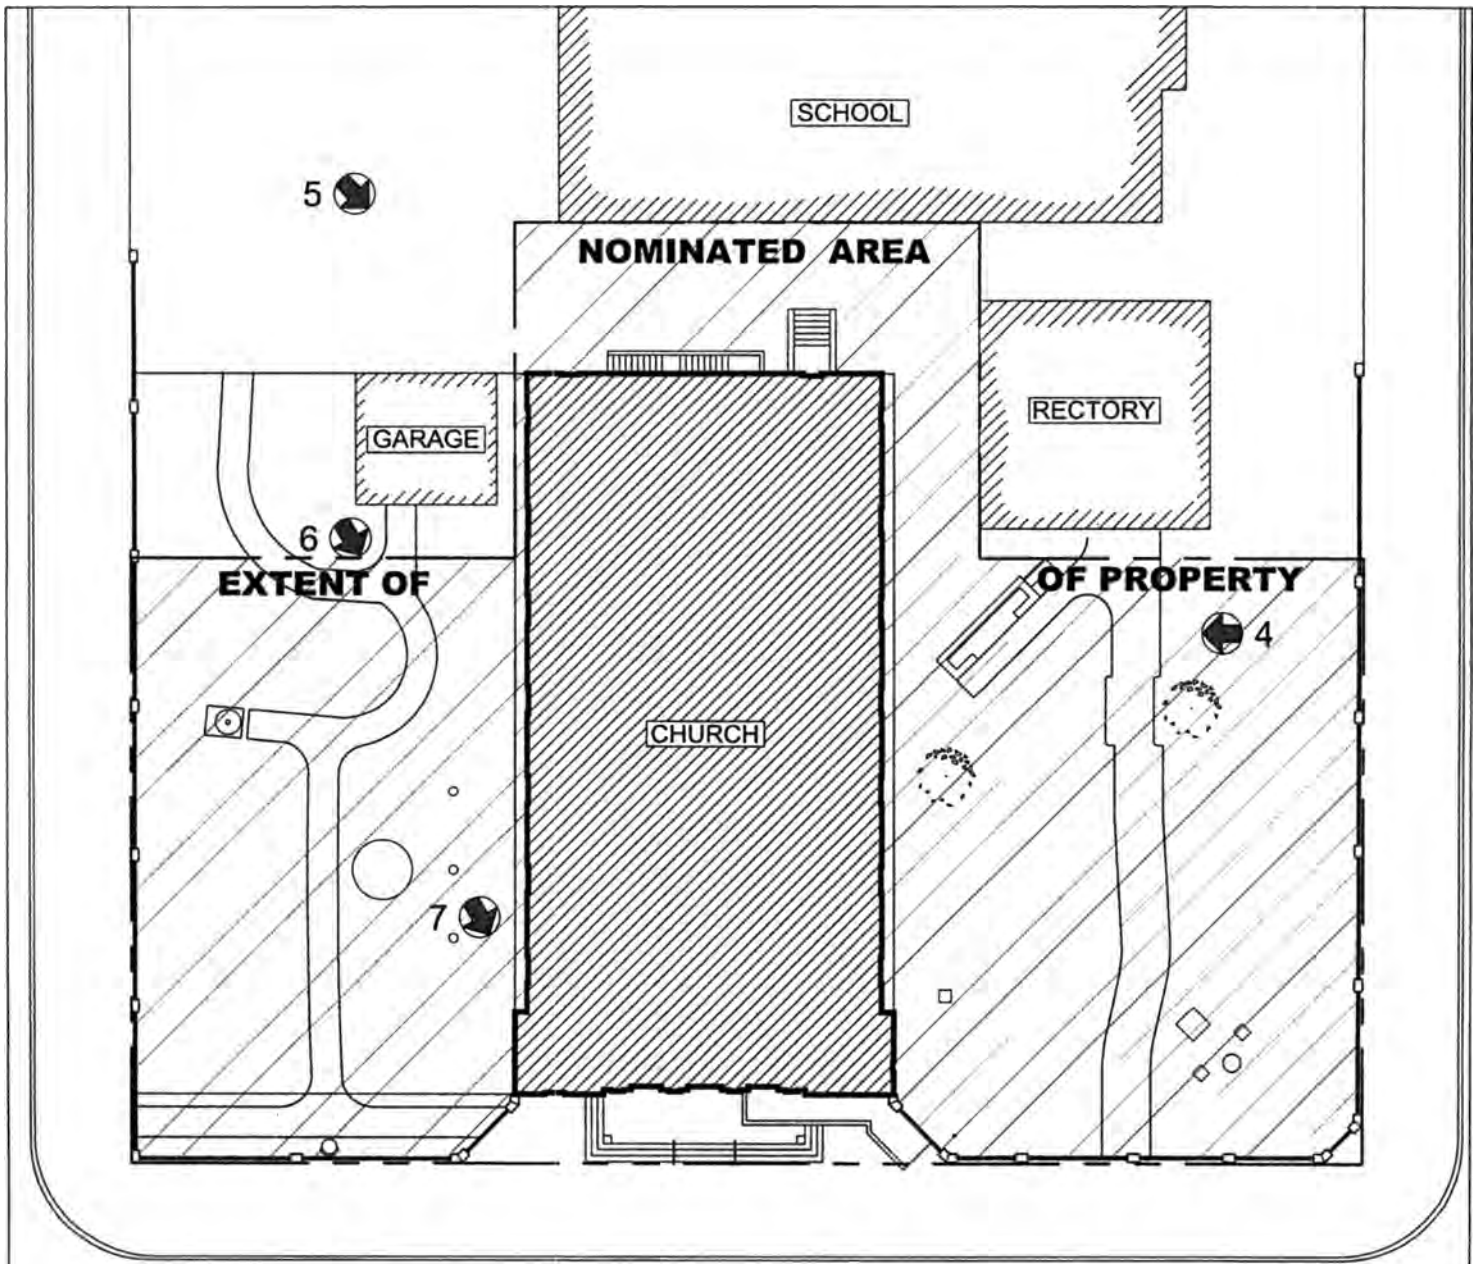 SCHOOL
5
NOMINATED AREA
RECTORY
GARAGE
6
EXTENT OF
OF PROPERTY
4
CHURCH
7